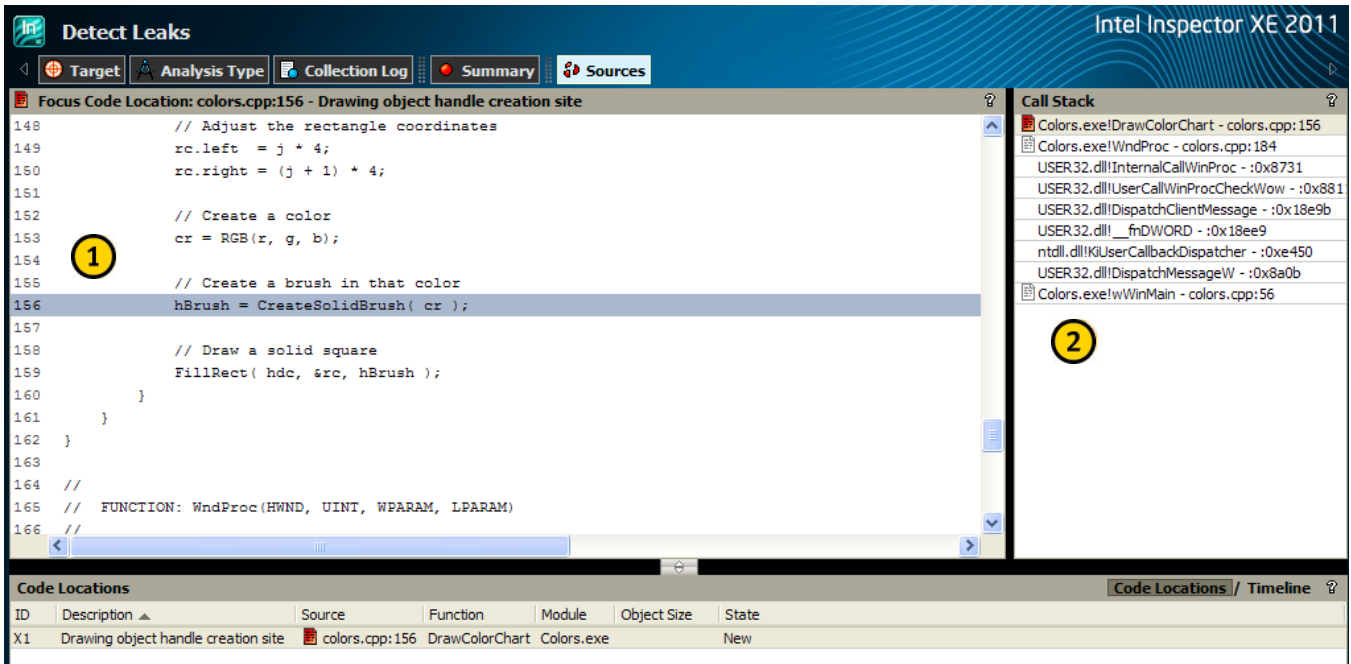 Detect Leaks
Intel Inspector XE 2011
Target Analysis Type Collection Log Summary Sources
Focus Code Location: colors.cpp:156 - Drawing object handle creation site ?
148 // Adjust the rectangle coordinates
149 rc.left = j * 4;
150 rc.right = (j + 1) * 4;
151
152 // Create a color
153 cr = RGB(r, g, b);
154
155 // Create a brush in that color
156 hBrush = CreateSolidBrush( cr );
157
158 // Draw a solid square
159 FillRect( hdc, &rc, hBrush );
160 }
161 }
162 }
163
164 //
165 // FUNCTION: WndProc(HWND, UINT, WPARAM, LPARAM)
166 //
1
Call Stack ?
Colors.exe!DrawColorChart - colors.cpp:156
Colors.exe!WndProc - colors.cpp:184
USER32.dll!InternalCallWinProc - :0x8731
USER32.dll!UserCallWinProcCheckWow - :0x881
USER32.dll!DispatchClientMessage - :0x18e9b
USER32.dll!__fnDWORD - :0x18ee9
ntdll.dll!KiUserCallbackDispatcher - :0xe450
USER32.dll!DispatchMessageW - :0x8a0b
Colors.exe!wWinMain - colors.cpp:56
2
Code Locations Code Locations / Timeline ?
ID Description Source Function Module Object Size State
X1 Drawing object handle creation site colors.cpp:156 DrawColorChart Colors.exe New